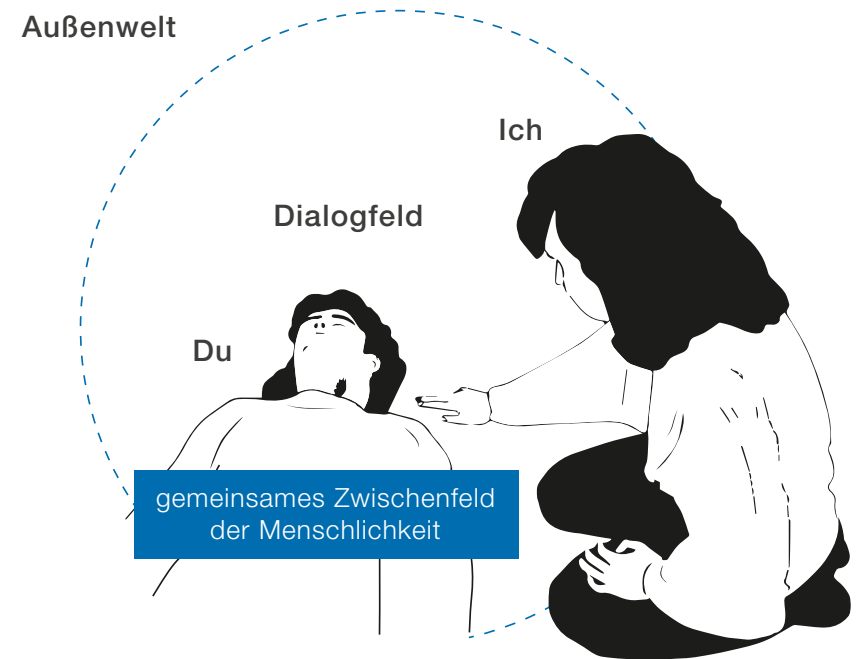 Außenwelt
Ich
Dialogfeld
Du
gemeinsames Zwischenfeld
der Menschlichkeit